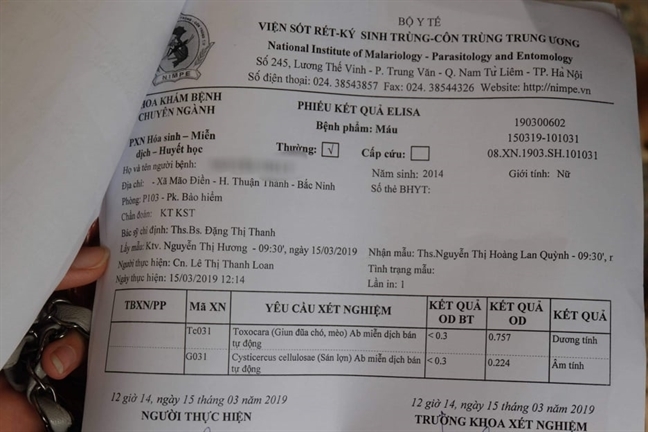 BỘ Y TẾ
VIỆN SỐT RÉT-KÝ SINH TRÙNG-CÔN TRÙNG TRUNG ƯƠNG
National Institute of Malariology - Parasitology and Entomology
Số 245, Lương Thế Vinh - P. Trung Văn - Q. Nam Từ Liêm - TP. Hà Nội
Số điện thoại: 024. 38543857 Fax: 024. 38544326 Website: http://nimpe.vn
NIMPE
KHOA KHÁM BỆNH
CHUYÊN NGÀNH
PHIẾU KẾT QUẢ ELISA
190300602
Bệnh phẩm: Máu
150319-101031
PXN Hóa sinh – Miễn
dịch – Huyết học
Thường: √ Cấp cứu:
08.XN.1903.SH.101031
Họ và tên người bệnh:
Năm sinh: 2014
Giới tính: Nữ
Địa chỉ: - Xã Mão Điền - H. Thuận Thành - Bắc Ninh
Số thẻ BHYT:
Phòng: P103 - Pk. Bảo hiểm
Chẩn đoán: KT KST
Bác sỹ chỉ định: Ths.Bs. Đặng Thị Thanh
Lấy mẫu: Ktv. Nguyễn Thị Hương - 09:30', ngày 15/03/2019
Nhận mẫu: Ths.Nguyễn Thị Hoàng Lan Quỳnh - 09:30', r
Người thực hiện: Cn. Lê Thị Thanh Loan
Tình trạng mẫu:
Ngày thực hiện: 15/03/2019 12:14
Lần in: 1
TBXN/PP Mã XN YÊU CẦU XÉT NGHIỆM KẾT QUẢ OD BT KẾT QUẢ OD KẾT QUẢ
Tc031 Toxocara (Giun đũa chó, mèo) Ab miễn dịch bán < 0.3 0.757 Dương tính
tự động
G031 Cysticercus cellulosae (Sán lợn) Ab miễn dịch bán < 0.3 0.224 Âm tính
tự động
12 giờ 14, ngày 15 tháng 03 năm 2019
12 giờ 14, ngày 15 tháng 03 năm 2019
NGƯỜI THỰC HIỆN
TRƯỞNG KHOA XÉT NGHIỆM